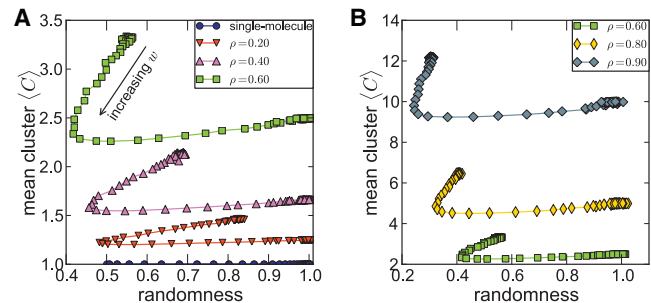 A
mean cluster ⟨C⟩
3.5
3.0
2.5
2.0
1.5
1.0
0.4
0.5
0.6
0.7
0.8
0.9
1.0
randomness
increasing w
single-molecule
ρ=0.20
ρ=0.40
ρ=0.60
B
mean cluster ⟨C⟩
14
12
10
8
6
4
2
0.2
0.4
0.6
0.8
1.0
randomness
ρ=0.60
ρ=0.80
ρ=0.90